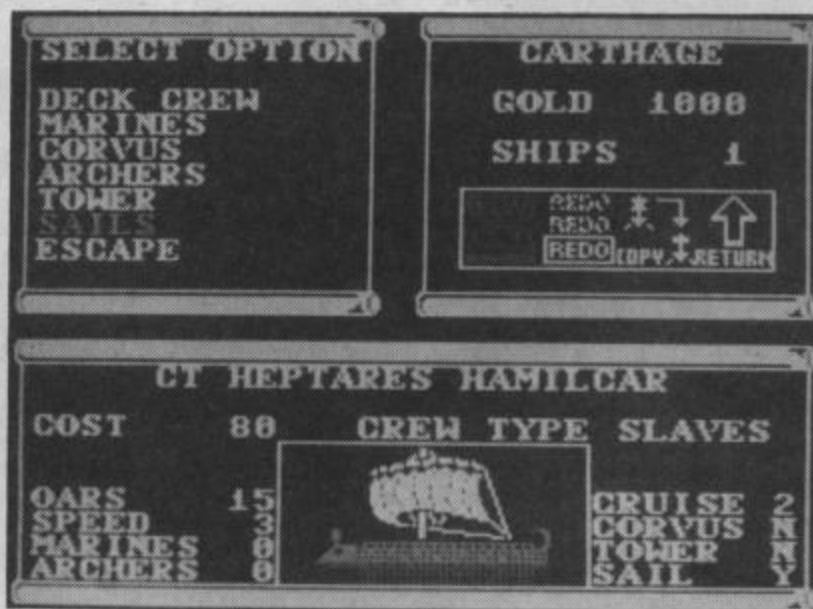 SELECT OPTION
DECK CREW
MARINES
CORVUS
ARCHERS
TOWER
SAILS
ESCAPE
CARTHAGE
GOLD 1000
SHIPS 1
REDO
REDO
REDO COPY RETURN
CT HEPTARES HAMILCAR
COST 80 CREW TYPE SLAVES
OARS 15 CRUISE 2
SPEED 3 CORVUS N
MARINES 0 TOWER N
ARCHERS 0 SAIL Y